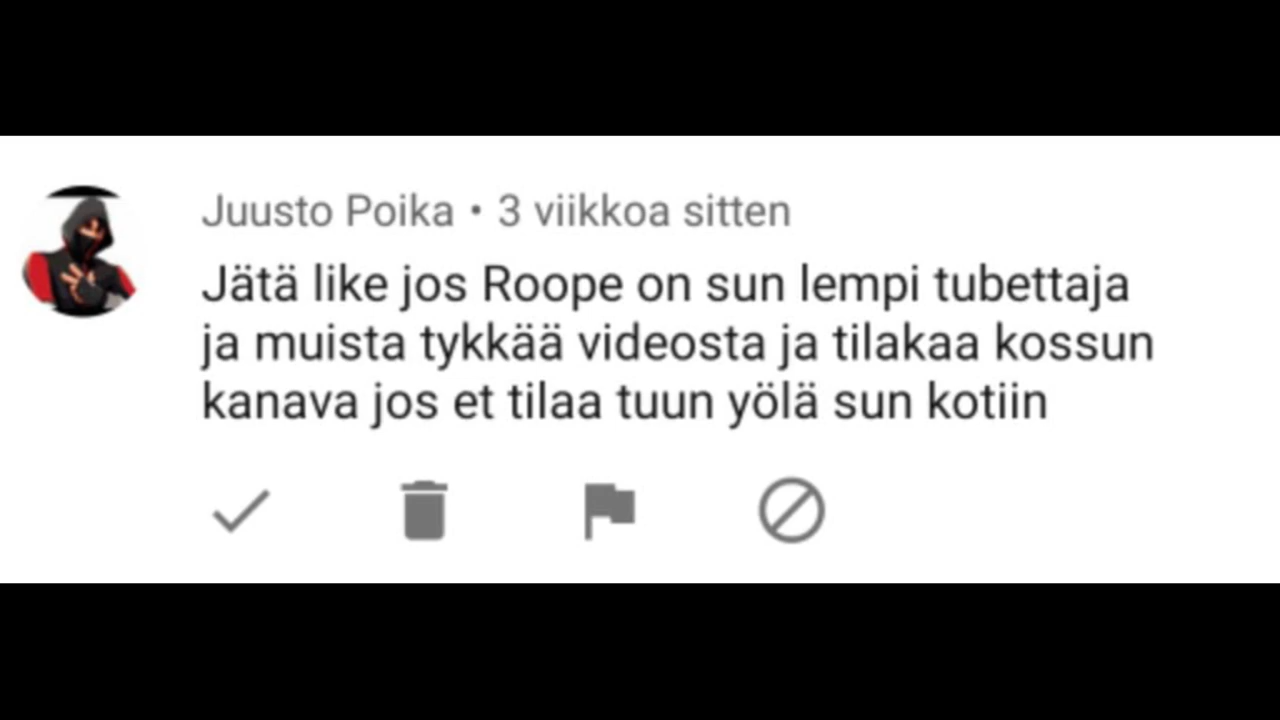 Juusto Poika • 3 viikkoa sitten
Jätä like jos Roope on sun lempi tubettaja
ja muista tykkää videosta ja tilakaa kossun
kanava jos et tilaa tuun yölä sun kotiin